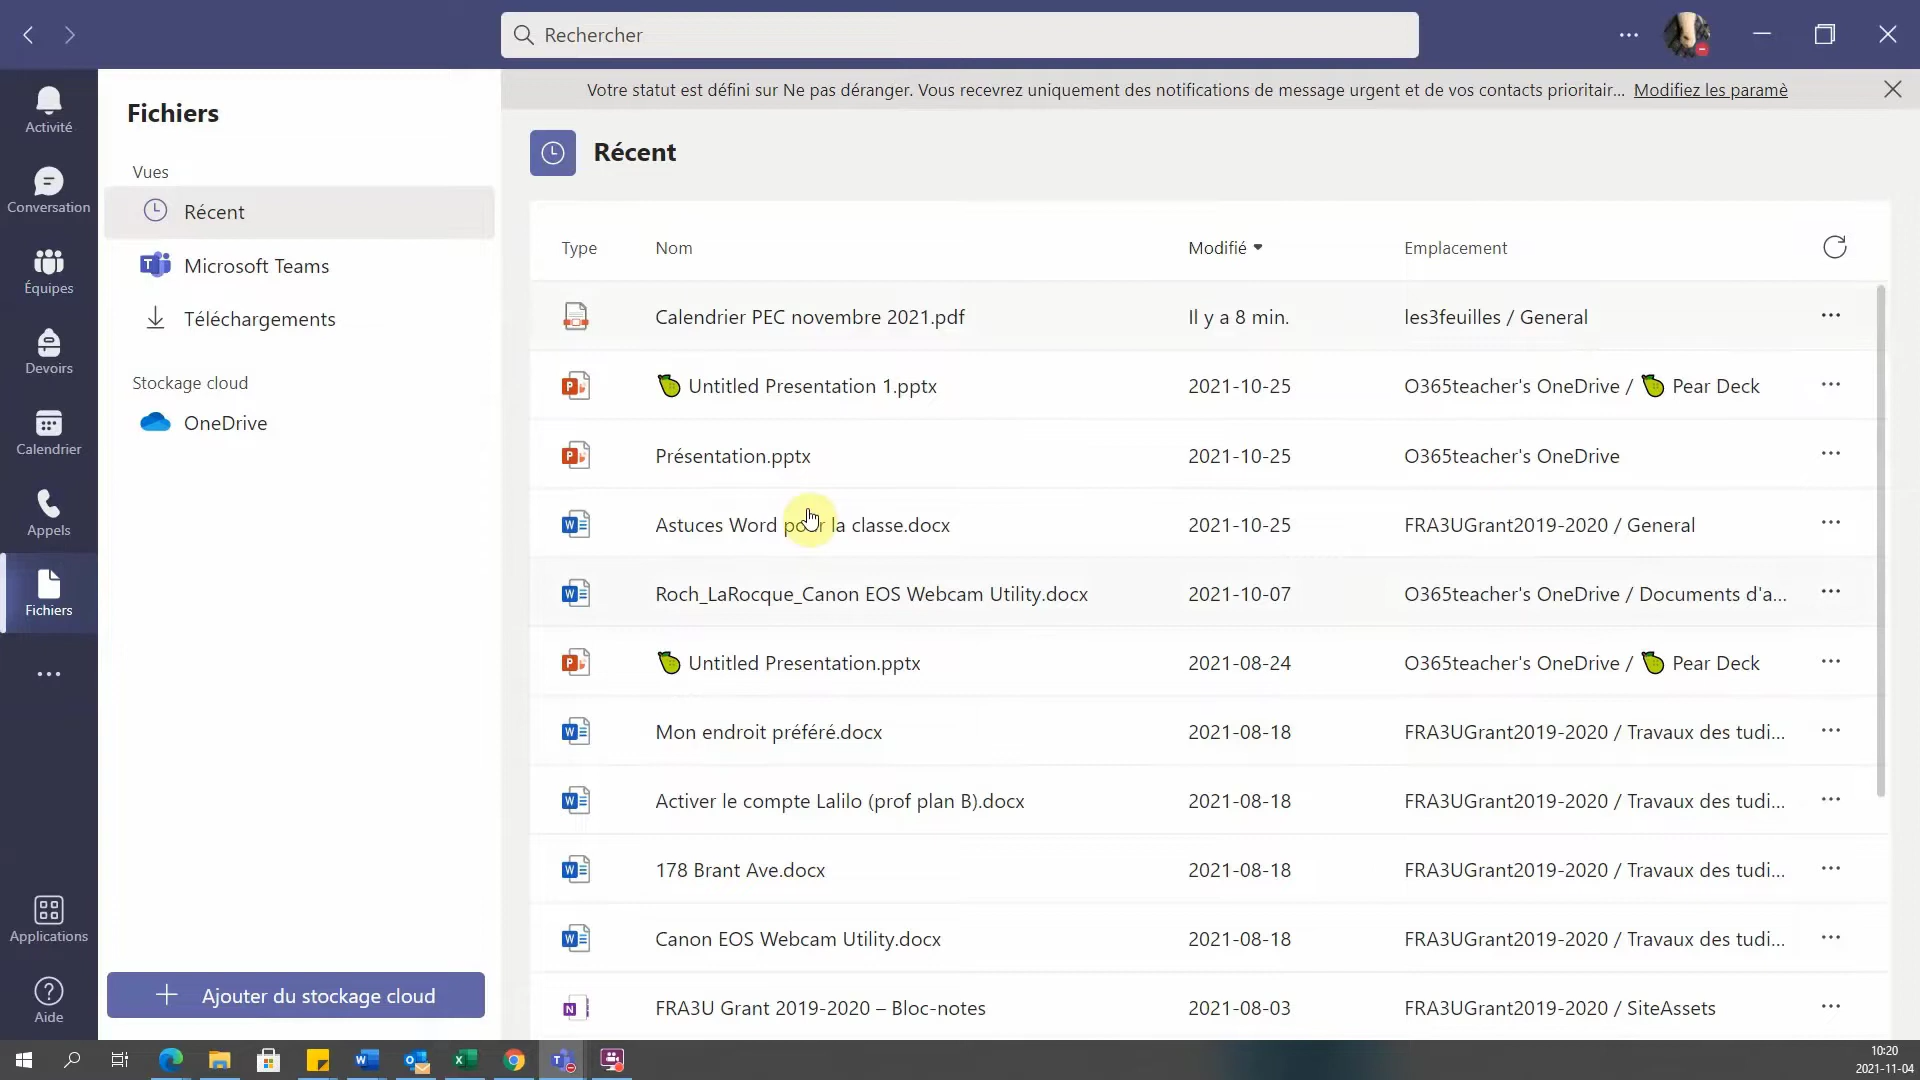 Rechercher
Activité
Conversation
Équipes
Devoirs
Calendrier
Appels
Fichiers
Applications
Aide
Fichiers
Vues
Récent
Microsoft Teams
Téléchargements
Stockage cloud
OneDrive
Ajouter du stockage cloud
Votre statut est défini sur Ne pas déranger. Vous recevrez uniquement des notifications de message urgent et de vos contacts prioritair... Modifiez les paramè
Récent
Type Nom Modifié Emplacement
Calendrier PEC novembre 2021.pdf Il y a 8 min. les3feuilles / General
Untitled Presentation 1.pptx 2021-10-25 O365teacher's OneDrive / Pear Deck
Présentation.pptx 2021-10-25 O365teacher's OneDrive
Astuces Word pour la classe.docx 2021-10-25 FRA3UGrant2019-2020 / General
Roch_LaRocque_Canon EOS Webcam Utility.docx 2021-10-07 O365teacher's OneDrive / Documents d'a...
Untitled Presentation.pptx 2021-08-24 O365teacher's OneDrive / Pear Deck
Mon endroit préféré.docx 2021-08-18 FRA3UGrant2019-2020 / Travaux des tudi...
Activer le compte Lalilo (prof plan B).docx 2021-08-18 FRA3UGrant2019-2020 / Travaux des tudi...
178 Brant Ave.docx 2021-08-18 FRA3UGrant2019-2020 / Travaux des tudi...
Canon EOS Webcam Utility.docx 2021-08-18 FRA3UGrant2019-2020 / Travaux des tudi...
FRA3U Grant 2019-2020 – Bloc-notes 2021-08-03 FRA3UGrant2019-2020 / SiteAssets
10:20
2021-11-04